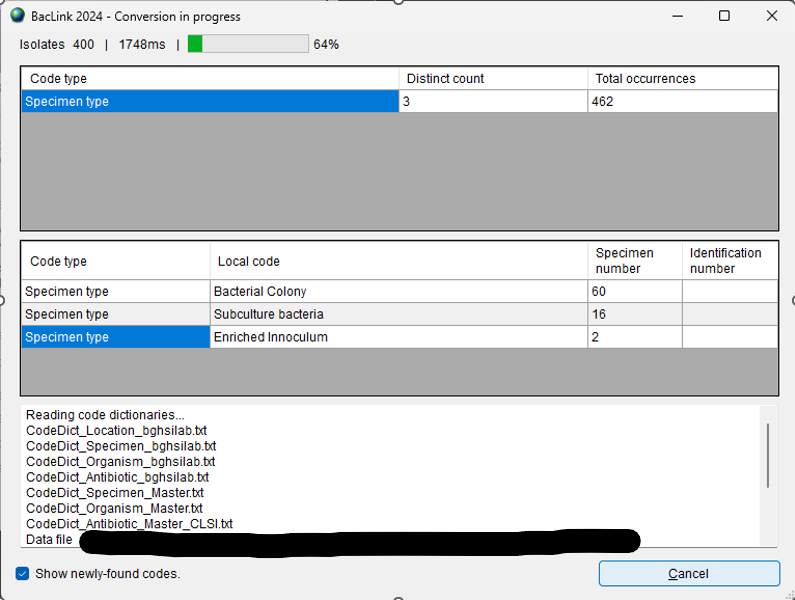 BacLink 2024 - Conversion in progress
Isolates 400 | 1748ms | 64%
Code type Distinct count Total occurrences
Specimen type 3 462
Code type Local code Specimen number Identification number
Specimen type Bacterial Colony 60
Specimen type Subculture bacteria 16
Specimen type Enriched Innoculum 2
Reading code dictionaries...
CodeDict_Location_bghsilab.txt
CodeDict_Specimen_bghsilab.txt
CodeDict_Organism_bghsilab.txt
CodeDict_Antibiotic_bghsilab.txt
CodeDict_Specimen_Master.txt
CodeDict_Organism_Master.txt
CodeDict_Antibiotic_Master_CLSI.txt
Data file
Show newly-found codes.
Cancel